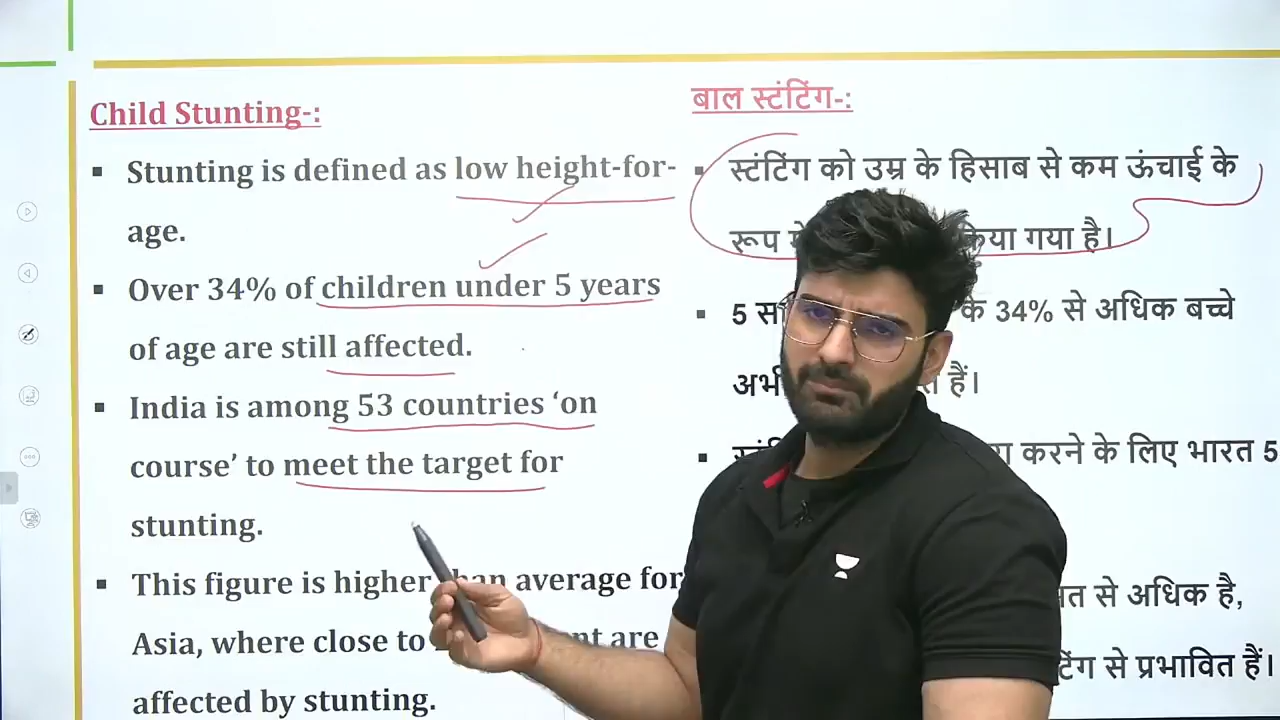 Child Stunting-:
▪ Stunting is defined as low height-for-
age.
▪ Over 34% of children under 5 years
of age are still affected.
▪ India is among 53 countries ‘on
course’ to meet the target for
stunting.
▪ This figure is higher than average for
Asia, where close to are
affected by stunting.
बाल स्टंटिंग-:
▪ स्टंटिंग को उम्र के हिसाब से कम ऊंचाई के
रूप किया गया है।
▪ 5 के 34% से अधिक बच्चे
हैं।
▪ करने के लिए भारत 5
से अधिक है,
से प्रभावित हैं।